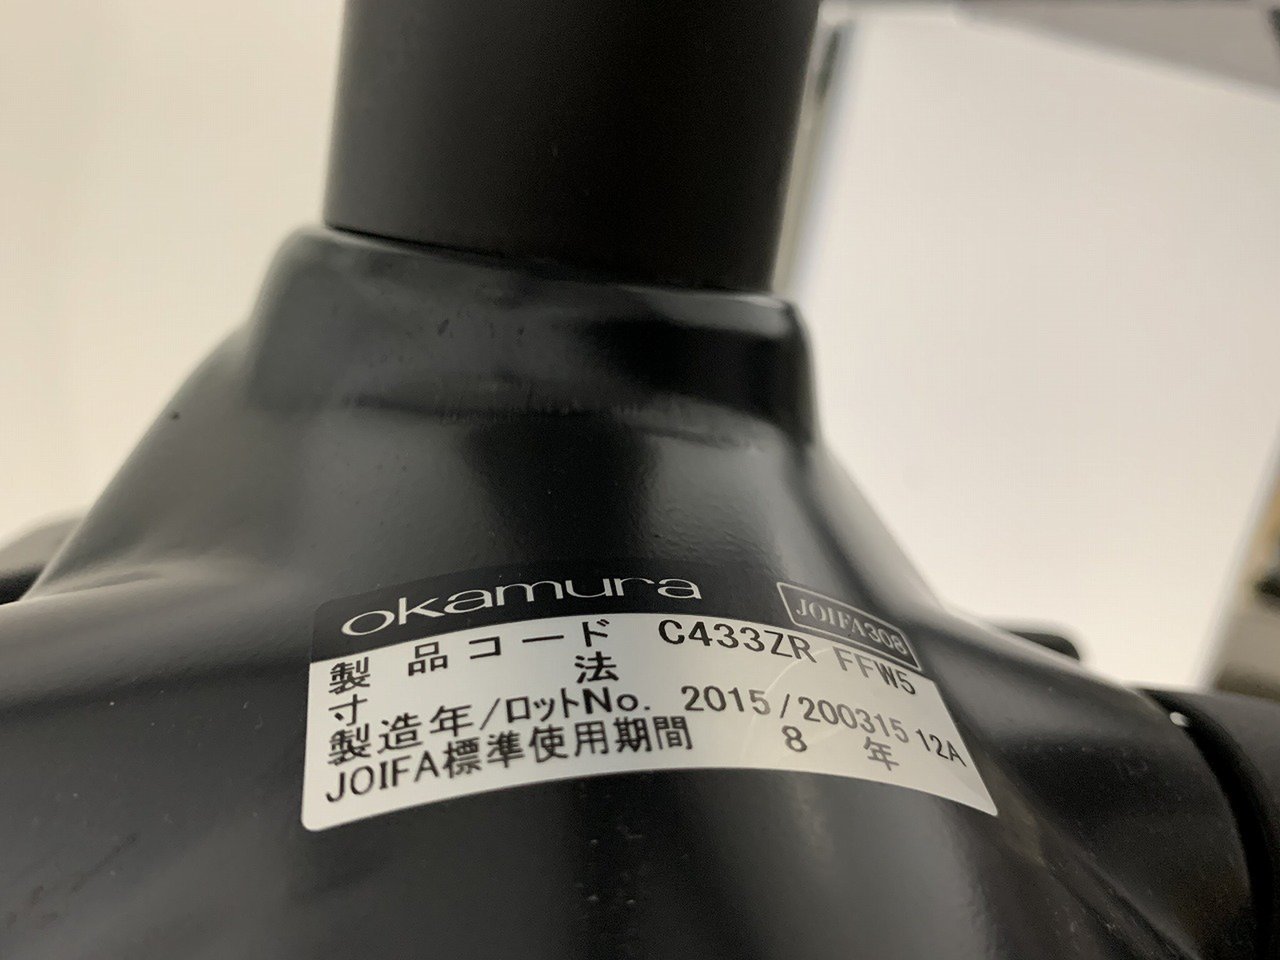 okamura
JOIFA308
製品コード C433ZR FFW5
寸法
製造年/ロットNo. 2015/200315 12A
JOIFA標準使用期間 8年